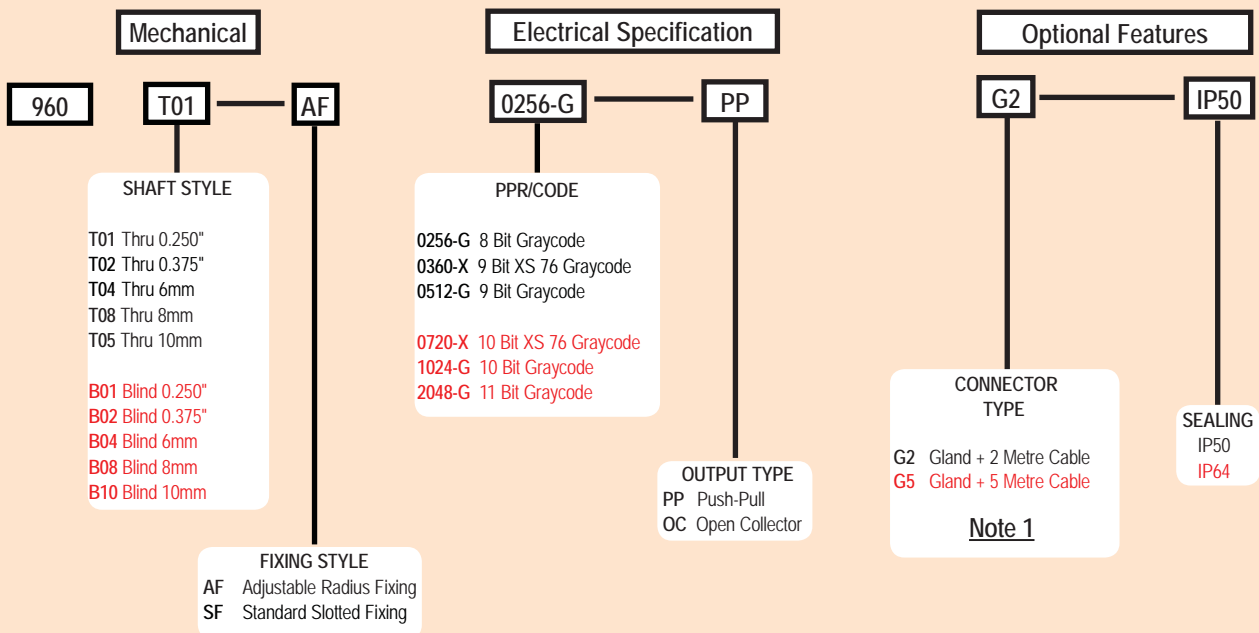 Mechanical
Electrical Specification
Optional Features
960
T01
AF
0256-G
PP
G2
IP50
SHAFT STYLE
T01 Thru 0.250"
T02 Thru 0.375"
T04 Thru 6mm
T08 Thru 8mm
T05 Thru 10mm
B01 Blind 0.250"
B02 Blind 0.375"
B04 Blind 6mm
B08 Blind 8mm
B10 Blind 10mm
FIXING STYLE
AF Adjustable Radius Fixing
SF Standard Slotted Fixing
PPR/CODE
0256-G 8 Bit Graycode
0360-X 9 Bit XS 76 Graycode
0512-G 9 Bit Graycode
0720-X 10 Bit XS 76 Graycode
1024-G 10 Bit Graycode
2048-G 11 Bit Graycode
OUTPUT TYPE
PP Push-Pull
OC Open Collector
CONNECTOR
TYPE
G2 Gland + 2 Metre Cable
G5 Gland + 5 Metre Cable
Note 1
SEALING
IP50
IP64